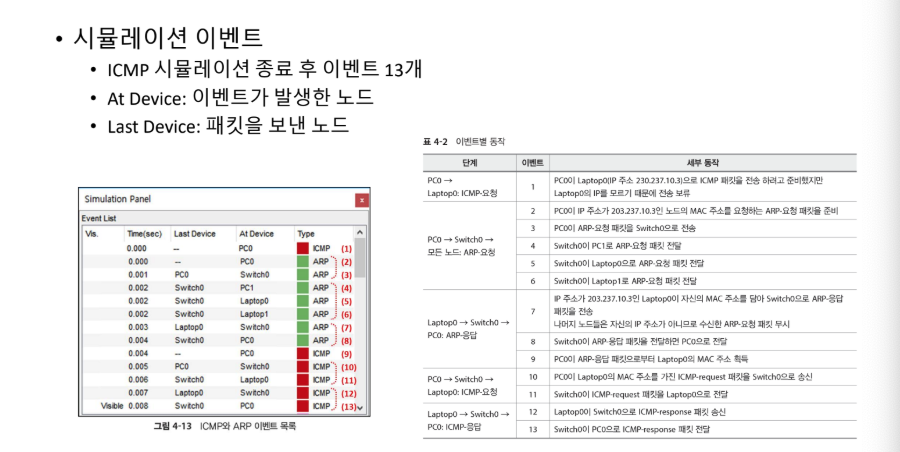 • 시뮬레이션 이벤트
• ICMP 시뮬레이션 종료 후 이벤트 13개
• At Device: 이벤트가 발생한 노드
• Last Device: 패킷을 보낸 노드
Simulation Panel
x
Event List
Vis. Time(sec) Last Device At Device Type
0.000 -- PC0 ICMP (1)
0.000 -- PC0 ARP (2)
0.001 PC0 Switch0 ARP (3)
0.002 Switch0 PC1 ARP (4)
0.002 Switch0 Laptop0 ARP (5)
0.002 Switch0 Laptop1 ARP (6)
0.003 Laptop0 Switch0 ARP (7)
0.004 Switch0 PC0 ARP (8)
0.004 -- PC0 ICMP (9)
0.005 PC0 Switch0 ICMP (10)
0.006 Switch0 Laptop0 ICMP (11)
0.007 Laptop0 Switch0 ICMP (12)
Visible 0.008 Switch0 PC0 ICMP (13)
그림 4-13 ICMP와 ARP 이벤트 목록
표 4-2 이벤트별 동작
단계 이벤트 세부 동작
PC0 →
Laptop0: ICMP-요청
1
PC0이 Laptop0(IP 주소 230.237.10.3)으로 ICMP 패킷을 전송 하려고 준비했지만
Laptop0의 IP를 모르기 때문에 전송 보류
PC0 → Switch0 →
모든 노드: ARP-요청
2 PC0이 IP 주소가 203.237.10.3인 노드의 MAC 주소를 요청하는 ARP-요청 패킷을 준비
3 PC0이 ARP-요청 패킷을 Switch0으로 전송
4 Switch0이 PC1로 ARP-요청 패킷 전달
5 Switch0이 Laptop0으로 ARP-요청 패킷 전달
6 Switch0이 Laptop1로 ARP-요청 패킷 전달
Laptop0 → Switch0 →
PC0: ARP-응답
7
IP 주소가 203.237.10.3인 Laptop0이 자신의 MAC 주소를 담아 Switch0으로 ARP-응답
패킷을 전송
나머지 노드들은 자신의 IP 주소가 아니므로 수신한 ARP-요청 패킷 무시
8 Switch0이 ARP-응답 패킷을 전달하면 PC0으로 전달
9 PC0이 ARP-응답 패킷으로부터 Laptop0의 MAC 주소 획득
PC0 → Switch0 →
Laptop0: ICMP-요청
10 PC0이 Laptop0의 MAC 주소를 가진 ICMP-request 패킷을 Switch0으로 송신
11 Switch0이 ICMP-request 패킷을 Laptop0으로 전달
Laptop0 → Switch0 →
PC0: ICMP-응답
12 Laptop0이 Switch0으로 ICMP-response 패킷 송신
13 Switch0이 PC0으로 ICMP-response 패킷 전달